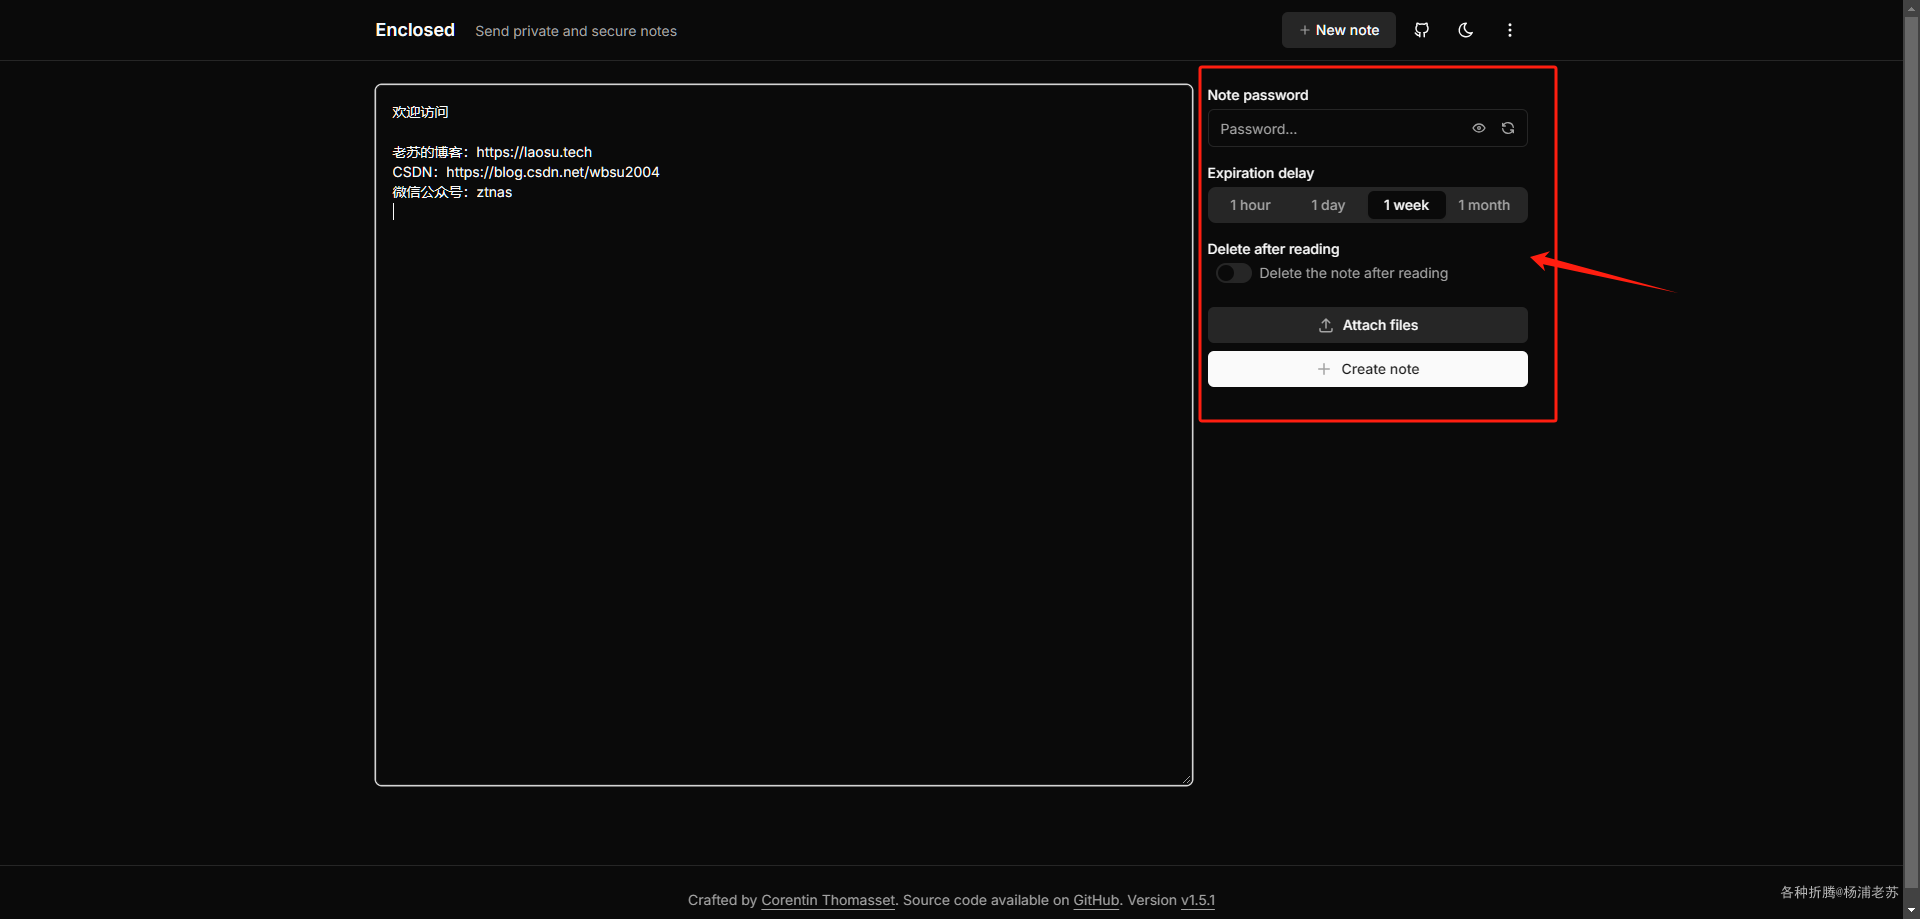 Enclosed Send private and secure notes
New note
欢迎访问
老苏的博客：https://laosu.tech
CSDN：https://blog.csdn.net/wbsu2004
微信公众号：ztnas
Note password
Password...
Expiration delay
1 hour 1 day 1 week 1 month
Delete after reading
Delete the note after reading
Attach files
Create note
Crafted by Corentin Thomasset. Source code available on GitHub. Version v1.5.1
各种折腾@杨浦老苏